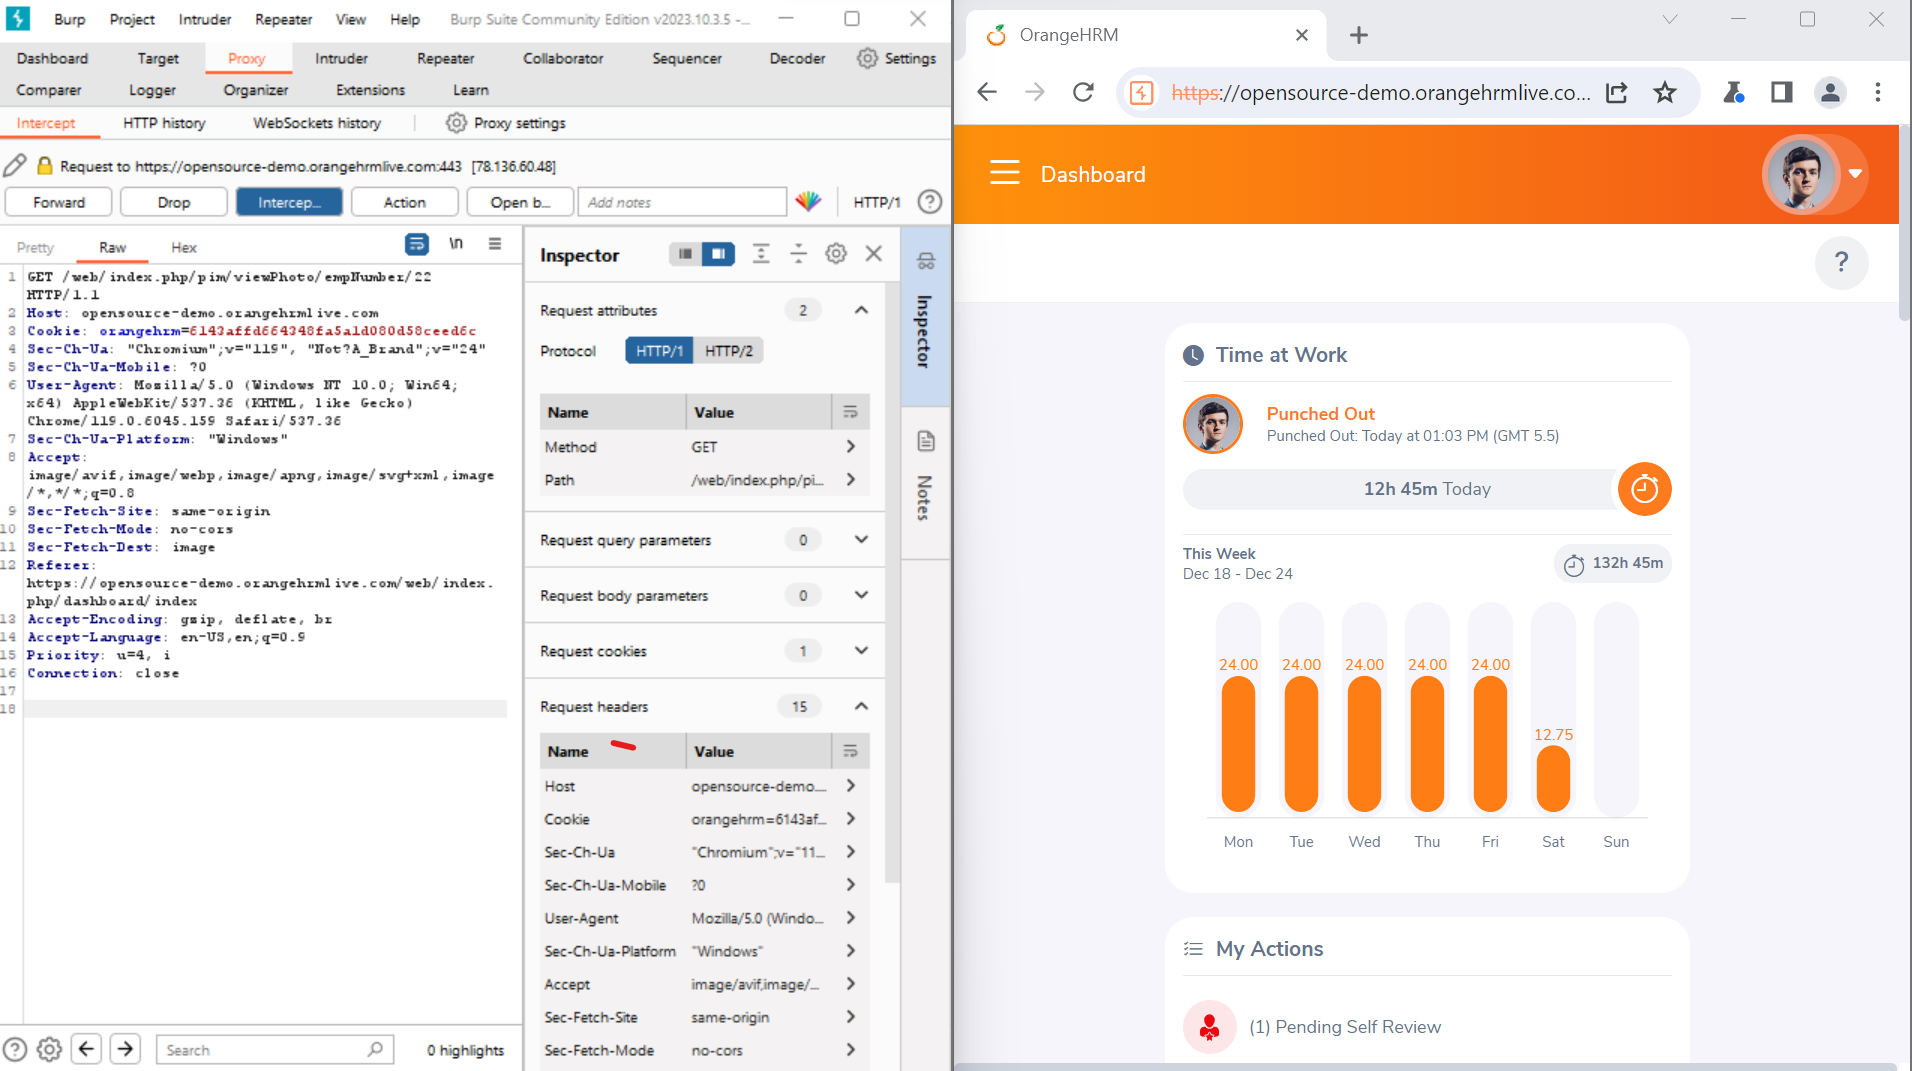 Burp Project Intruder Repeater View Help Burp Suite Community Edition v2023.10.3.5 -...
Dashboard Target Proxy Intruder Repeater Collaborator Sequencer Decoder Settings
Comparer Logger Organizer Extensions Learn
Intercept HTTP history WebSockets history Proxy settings
Request to https://opensource-demo.orangehrmlive.com:443 [78.136.60.48]
Forward Drop Intercep... Action Open b... Add notes HTTP/1 ?
Pretty Raw Hex \n
1 GET /web/index.php/pim/viewPhoto/empNumber/22
HTTP/1.1
2 Host: opensource-demo.orangehrmlive.com
3 Cookie: orangehrm=6143affd664348fa5a1d080d58ceed6c
4 Sec-Ch-Ua: "Chromium";v="119", "Not?A_Brand";v="24"
5 Sec-Ch-Ua-Mobile: ?0
6 User-Agent: Mozilla/5.0 (Windows NT 10.0; Win64;
x64) AppleWebKit/537.36 (KHTML, like Gecko)
Chrome/119.0.6045.159 Safari/537.36
7 Sec-Ch-Ua-Platform: "Windows"
8 Accept:
image/avif,image/webp,image/apng,image/svg+xml,image
/*,*/*;q=0.8
9 Sec-Fetch-Site: same-origin
10 Sec-Fetch-Mode: no-cors
11 Sec-Fetch-Dest: image
12 Referer:
https://opensource-demo.orangehrmlive.com/web/index.
php/dashboard/index
13 Accept-Encoding: gzip, deflate, br
14 Accept-Language: en-US,en;q=0.9
15 Priority: u=4, i
16 Connection: close
17
18
? Search 0 highlights
Inspector
Request attributes 2
Protocol HTTP/1 HTTP/2
Name Value
Method GET
Path /web/index.php/pi...
Request query parameters 0
Request body parameters 0
Request cookies 1
Request headers 15
Name Value
Host opensource-demo....
Cookie orangehrm=6143af...
Sec-Ch-Ua "Chromium";v="11...
Sec-Ch-Ua-Mobile ?0
User-Agent Mozilla/5.0 (Windo...
Sec-Ch-Ua-Platform "Windows"
Accept image/avif,image/...
Sec-Fetch-Site same-origin
Sec-Fetch-Mode no-cors
Inspector
Notes
OrangeHRM
https://opensource-demo.orangehrmlive.co...
Dashboard
?
Time at Work
Punched Out
Punched Out: Today at 01:03 PM (GMT 5.5)
12h 45m Today
This Week
Dec 18 - Dec 24
132h 45m
24.00 24.00 24.00 24.00 24.00
12.75
Mon Tue Wed Thu Fri Sat Sun
My Actions
(1) Pending Self Review